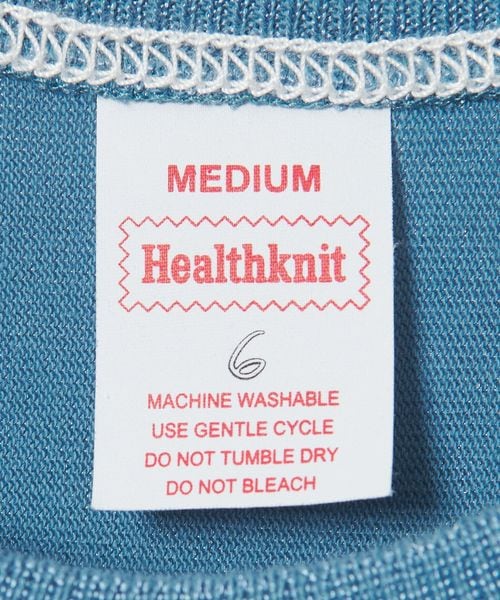 MEDIUM
Healthknit
6
MACHINE WASHABLE
USE GENTLE CYCLE
DO NOT TUMBLE DRY
DO NOT BLEACH